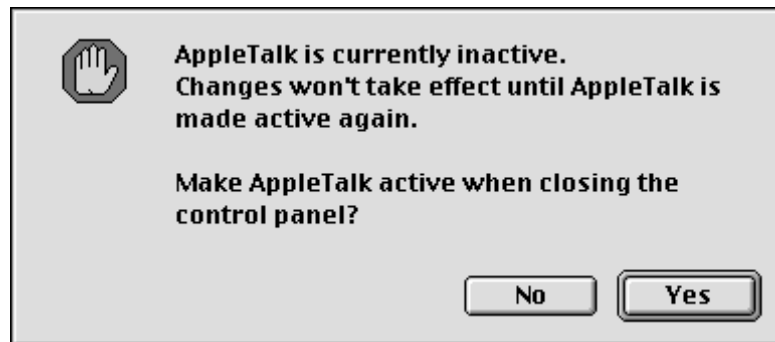 AppleTalk is currently inactive.
Changes won't take effect until AppleTalk is
made active again.
Make AppleTalk active when closing the
control panel?
No Yes